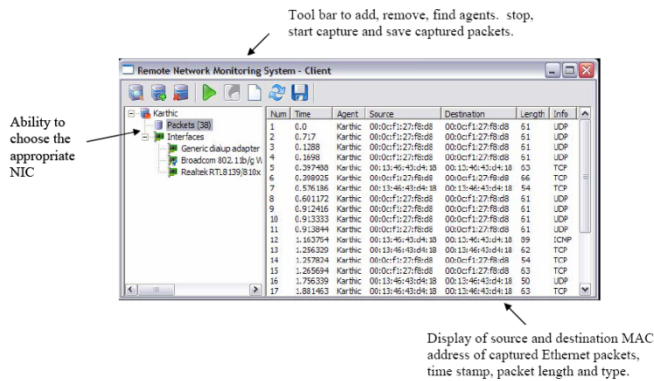 Tool bar to add, remove, find agents. stop,
start capture and save captured packets.
Remote Network Monitoring System - Client
Ability to
choose the
appropriate
NIC
Karthic
Packets [38]
Interfaces
Generic dialup adapter
Broadcom 802.11b/g W
Realtek RTL8139/810x
Num Time Agent Source Destination Length Info
1 0.0 Karthic 00:0c:f1:27:f8:d8 00:0c:f1:27:f8:d8 61 UDP
2 0.717 Karthic 00:0c:f1:27:f8:d8 00:0c:f1:27:f8:d8 61 UDP
3 0.1288 Karthic 00:0c:f1:27:f8:d8 00:0c:f1:27:f8:d8 61 UDP
4 0.1698 Karthic 00:0c:f1:27:f8:d8 00:0c:f1:27:f8:d8 61 UDP
5 0.397488 Karthic 00:13:46:43:d4:18 00:13:46:43:d4:18 63 TCP
6 0.398925 Karthic 00:0c:f1:27:f8:d8 00:0c:f1:27:f8:d8 66 TCP
7 0.576186 Karthic 00:13:46:43:d4:18 00:13:46:43:d4:18 54 TCP
8 0.601172 Karthic 00:0c:f1:27:f8:d8 00:0c:f1:27:f8:d8 61 UDP
9 0.912416 Karthic 00:0c:f1:27:f8:d8 00:0c:f1:27:f8:d8 61 UDP
10 0.913333 Karthic 00:0c:f1:27:f8:d8 00:0c:f1:27:f8:d8 61 UDP
11 0.913844 Karthic 00:0c:f1:27:f8:d8 00:0c:f1:27:f8:d8 61 UDP
12 1.163754 Karthic 00:13:46:43:d4:18 00:13:46:43:d4:18 89 ICMP
13 1.256329 Karthic 00:13:46:43:d4:18 00:13:46:43:d4:18 62 TCP
14 1.257824 Karthic 00:0c:f1:27:f8:d8 00:0c:f1:27:f8:d8 54 TCP
15 1.265694 Karthic 00:0c:f1:27:f8:d8 00:0c:f1:27:f8:d8 63 TCP
16 1.756339 Karthic 00:13:46:43:d4:18 00:13:46:43:d4:18 50 UDP
17 1.881463 Karthic 00:13:46:43:d4:18 00:13:46:43:d4:18 63 TCP
Display of source and destination MAC
address of captured Ethernet packets,
time stamp, packet length and type.